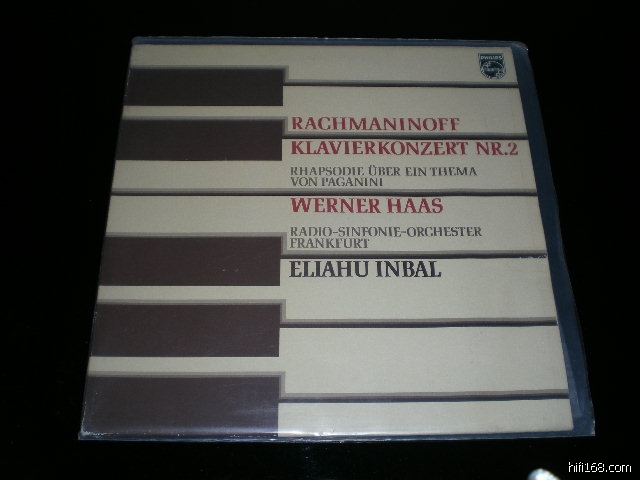 PHILIPS
RACHMANINOFF
KLAVIERKONZERT NR.2
RHAPSODIE ÜBER EIN THEMA
VON PAGANINI
WERNER HAAS
RADIO-SINFONIE-ORCHESTER
FRANKFURT
ELIAHU INBAL
hifi168.com